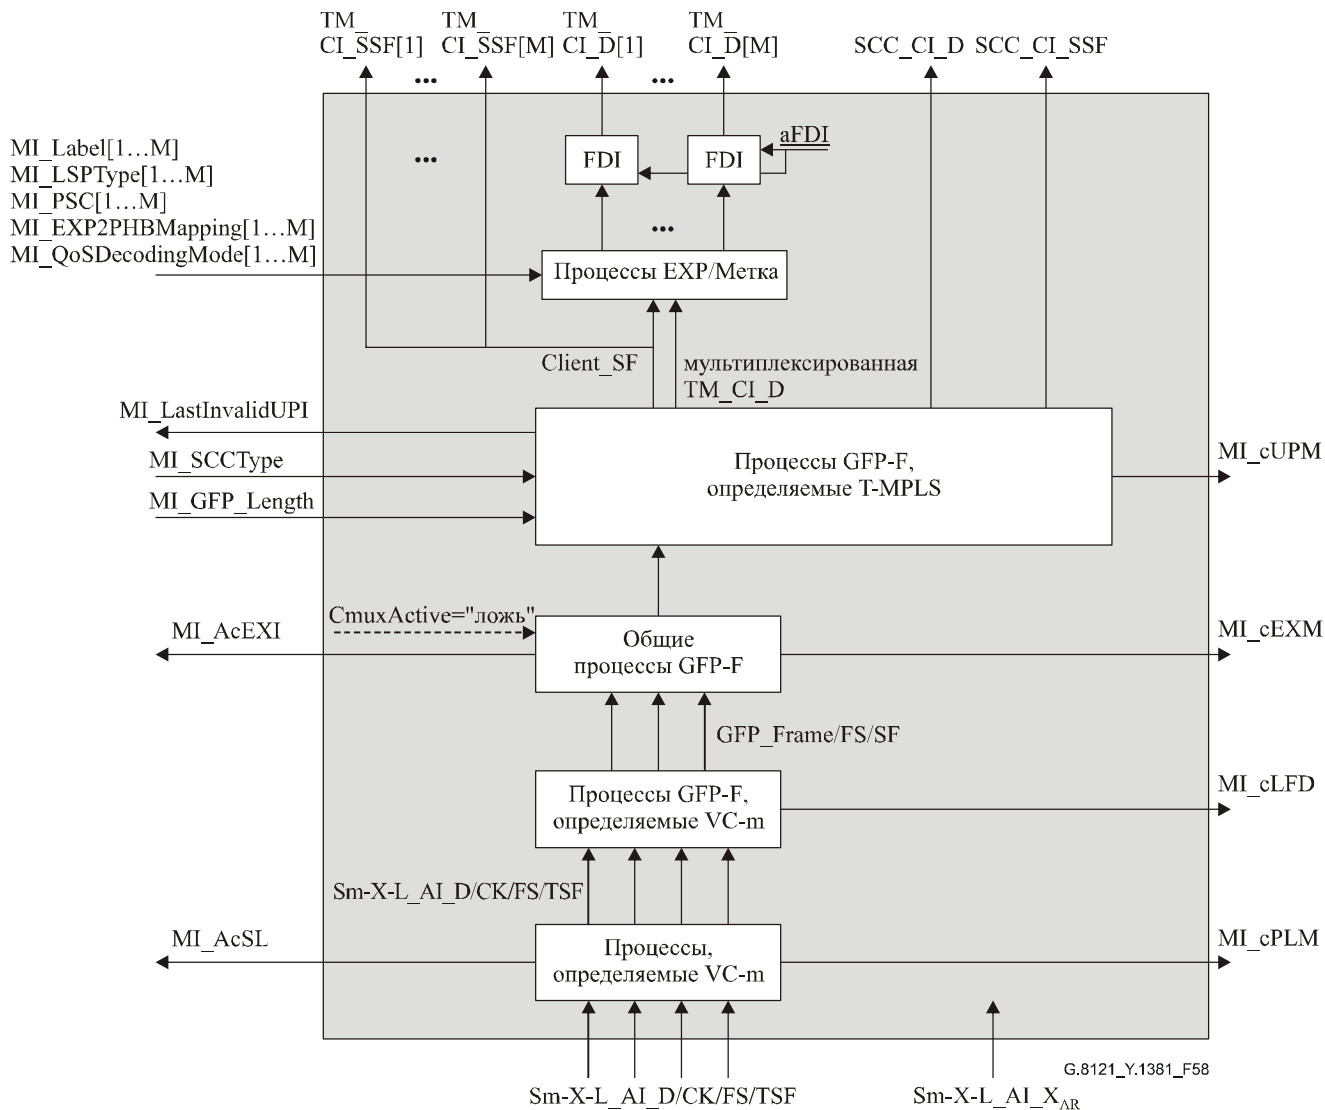 TM_
CI_SSF[1]
TM_
CI_SSF[M]
TM_
CI_D[1]
TM_
CI_D[M]
SCC_CI_D
SCC_CI_SSF
•••
•••
MI_Label[1…M]
MI_LSPType[1…M]
MI_PSC[1…M]
MI_EXP2PHBMapping[1…M]
MI_QoSDecodingMode[1…M]
•••
FDI
FDI
aFDI
•••
Процессы EXP/Метка
Client_SF
мультиплексированная
TM_CI_D
MI_LastInvalidUPI
MI_SCCType
MI_GFP_Length
Процессы GFP-F,
определяемые T-MPLS
MI_cUPM
CmuxActive="ложь"
MI_AcEXI
Общие
процессы GFP-F
MI_cEXM
GFP_Frame/FS/SF
Процессы GFP-F,
определяемые VC-m
MI_cLFD
Sm-X-L_AI_D/CK/FS/TSF
MI_AcSL
Процессы,
определяемые VC-m
MI_cPLM
G.8121_Y.1381_F58
Sm-X-L_AI_D/CK/FS/TSF
Sm-X-L_AI_XAR